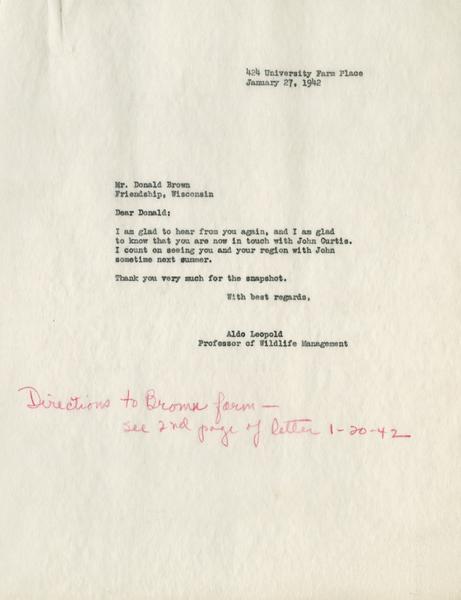 424 University Farm Place
January 27, 1942
Mr. Donald Brown
Friendship, Wisconsin
Dear Donald:
I am glad to hear from you again, and I am glad
to know that you are now in touch with John Curtis.
I count on seeing you and your region with John
sometime next summer.
Thank you very much for the snapshot.
With best regards,
Aldo Leopold
Professor of Wildlife Management
Directions to Brown farm —
see 2nd page of letter 1-20-42